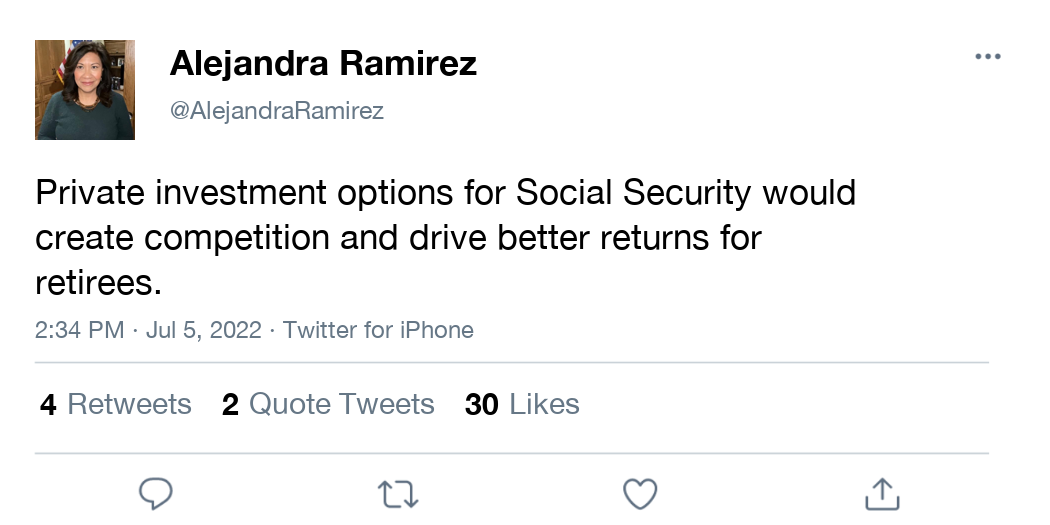 Alejandra Ramirez
@AlejandraRamirez
Private investment options for Social Security would
create competition and drive better returns for
retirees.
2:34 PM · Jul 5, 2022 · Twitter for iPhone
4 Retweets 2 Quote Tweets 30 Likes